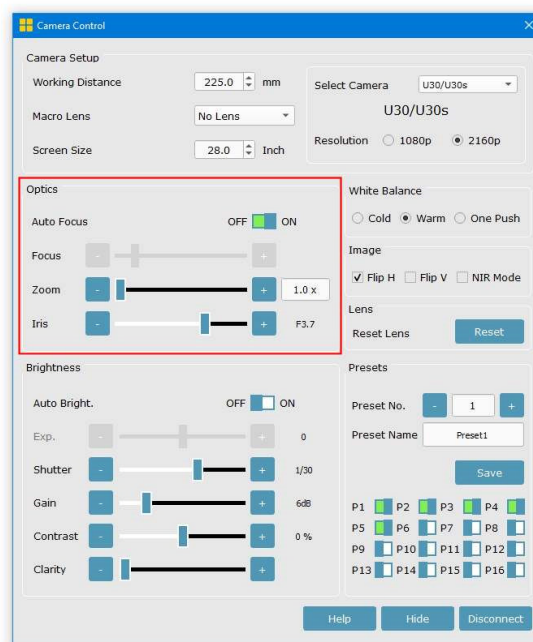 Camera Control
Camera Setup
Working Distance 225.0 mm
Macro Lens No Lens
Screen Size 28.0 Inch
Select Camera U30/U30s
U30/U30s
Resolution 1080p 2160p
Optics
Auto Focus OFF ON
Focus - +
Zoom - + 1.0 x
Iris - + F3.7
White Balance
Cold Warm One Push
Image
Flip H Flip V NIR Mode
Lens
Reset Lens Reset
Brightness
Auto Bright. OFF ON
Exp. - + 0
Shutter - + 1/30
Gain - + 6dB
Contrast - + 0 %
Clarity - +
Presets
Preset No. - 1 +
Preset Name Preset1
Save
P1 P2 P3 P4
P5 P6 P7 P8
P9 P10 P11 P12
P13 P14 P15 P16
Help Hide Disconnect